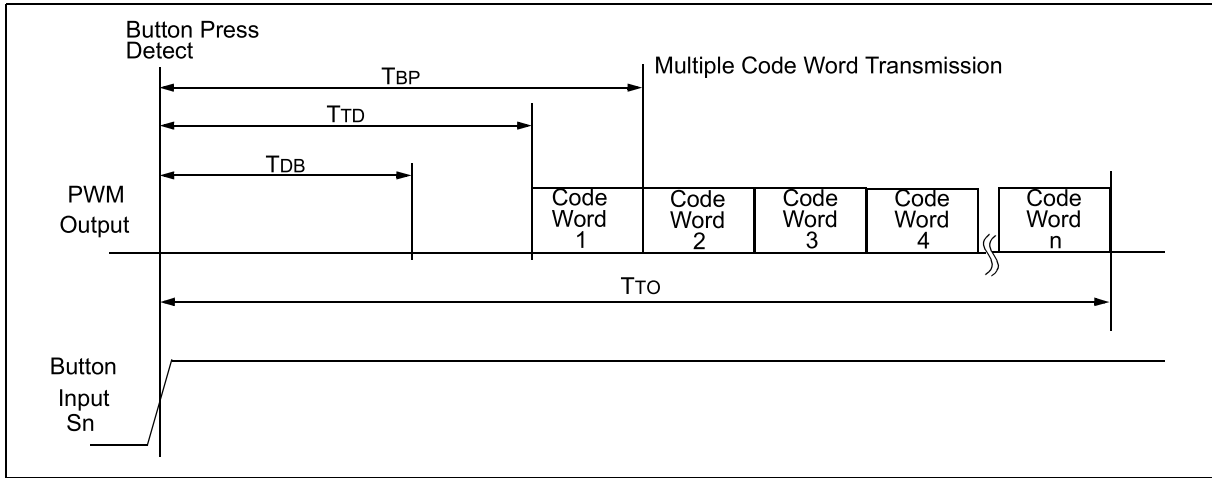 Button Press
Detect
TBP
Multiple Code Word Transmission
TTD
TDB
PWM
Output
Code
Word
1
Code
Word
2
Code
Word
3
Code
Word
4
Code
Word
n
TTO
Button
Input
Sn